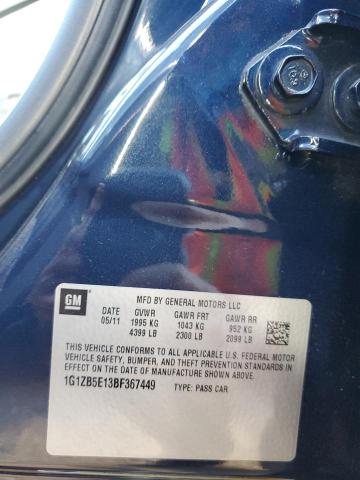 GM
MFD BY GENERAL MOTORS LLC
DATE GVWR GAWR FRT GAWR RR
05/11 1995 KG 1043 KG 952 KG
4399 LB 2300 LB 2099 LB
THIS VEHICLE CONFORMS TO ALL APPLICABLE U.S. FEDERAL MOTOR
VEHICLE SAFETY, BUMPER, AND THEFT PREVENTION STANDARDS IN
EFFECT ON THE DATE OF MANUFACTURE SHOWN ABOVE.
1G1ZB5E13BF367449 TYPE: PASS CAR